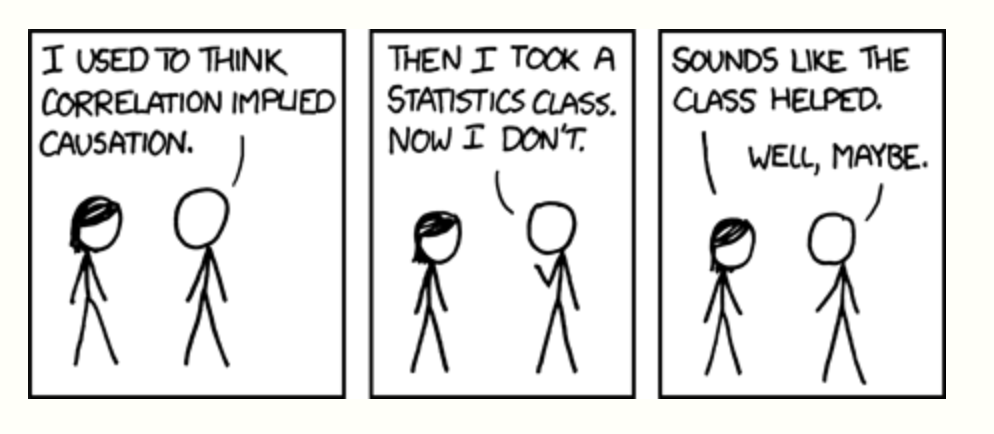 I USED TO THINK
CORRELATION IMPLIED
CAUSATION.
THEN I TOOK A
STATISTICS CLASS.
NOW I DON'T.
SOUNDS LIKE THE
CLASS HELPED.
WELL, MAYBE.